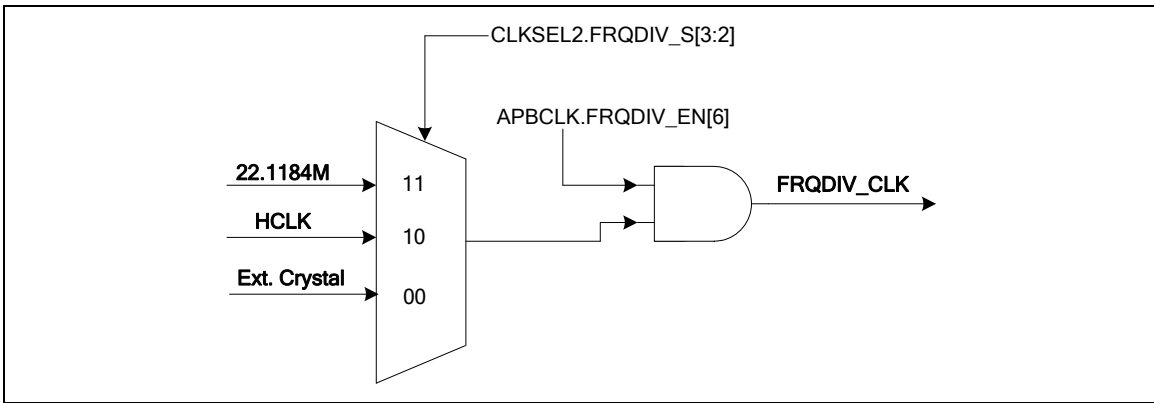 CLKSEL2.FRQDIV_S[3:2]
APBCLK.FRQDIV_EN[6]
22.1184M
11
FRQDIV_CLK
HCLK
10
Ext. Crystal
00